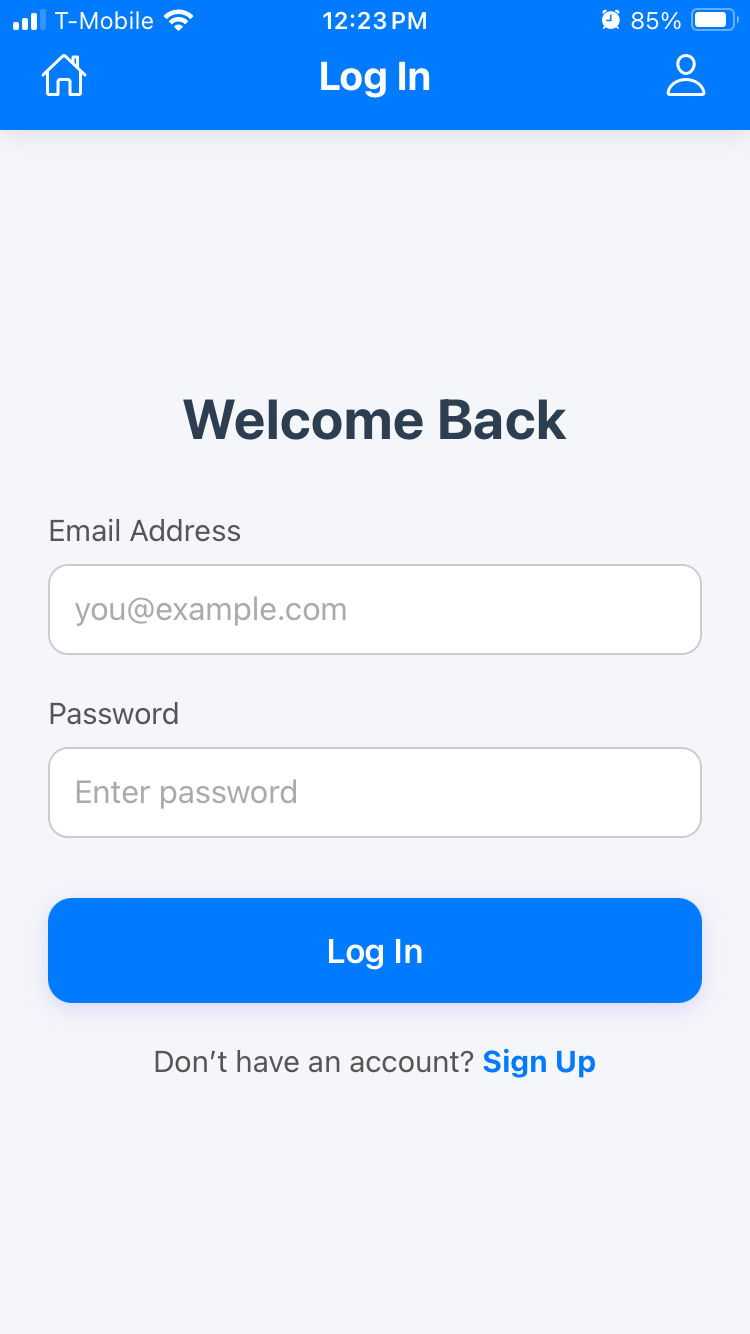 T-Mobile 12:23 PM 85%
Log In
Welcome Back
Email Address
you@example.com
Password
Enter password
Log In
Don’t have an account? Sign Up